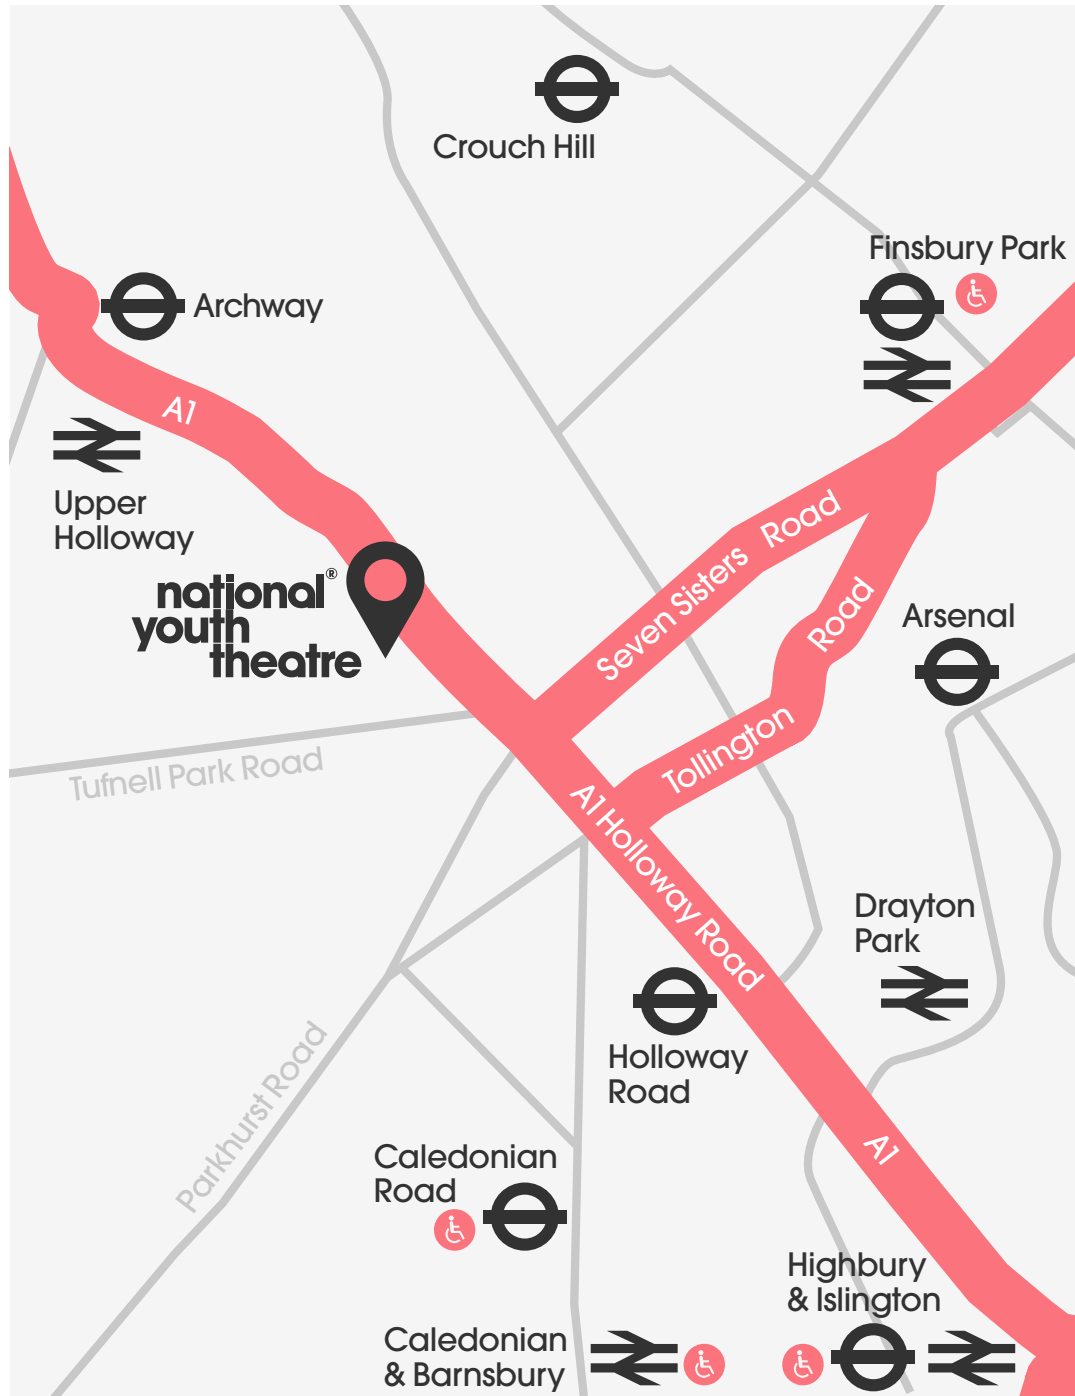 Crouch Hill
Finsbury Park
Archway
A1
Upper
Holloway
national®
youth
theatre
Seven Sisters Road
Road
Arsenal
Tollington
Tufnell Park Road
A1 Holloway Road
Drayton
Park
Holloway
Road
Parkhurst Road
A1
Caledonian
Road
Highbury
& Islington
Caledonian
& Barnsbury